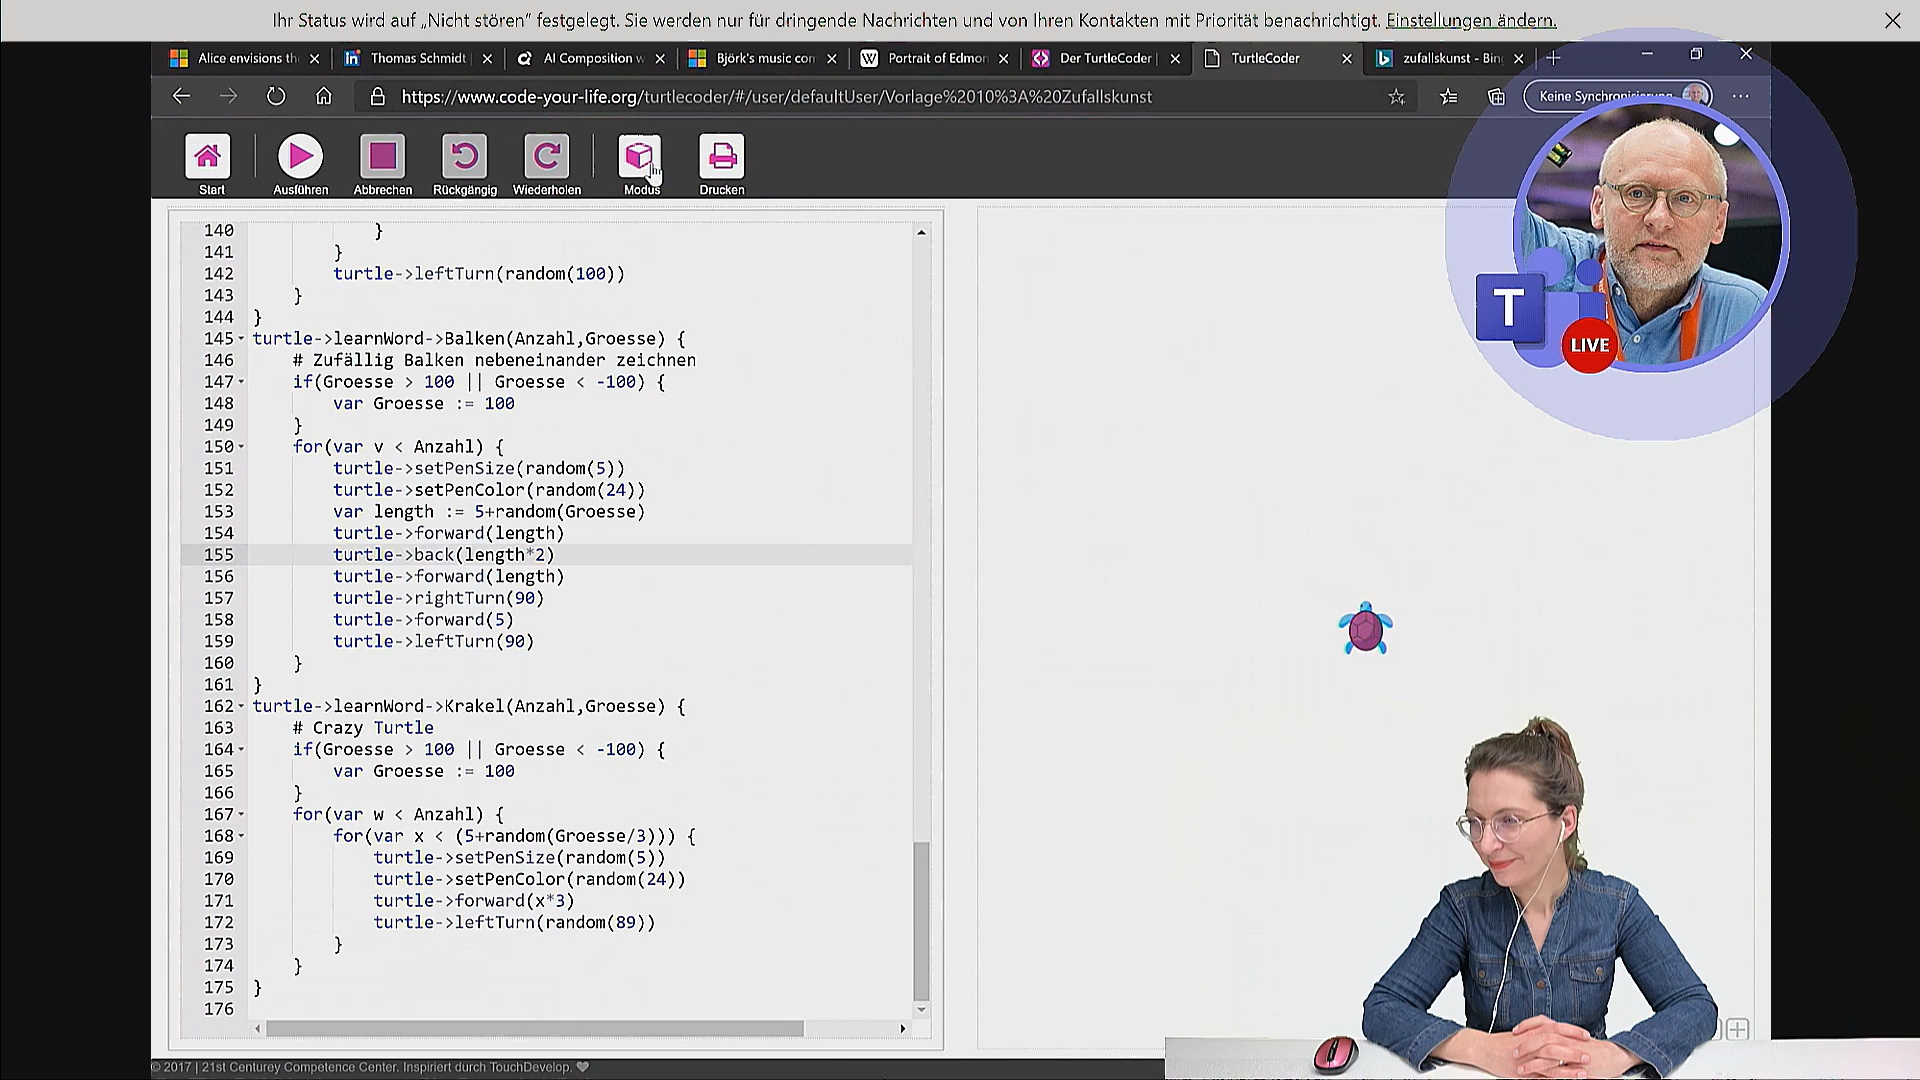 Ihr Status wird auf „Nicht stören“ festgelegt. Sie werden nur für dringende Nachrichten und von Ihren Kontakten mit Priorität benachrichtigt. Einstellungen ändern.
Alice envisions th
Thomas Schmidt
AI Composition w
Björk's music con
Portrait of Edmon
Der TurtleCoder |
TurtleCoder
zufallskunst - Bin
https://www.code-your-life.org/turtlecoder/#/user/defaultUser/Vorlage%2010%3A%20Zufallskunst
Keine Synchronisierung
Start
Ausführen
Abbrechen
Rückgängig
Wiederholen
Modus
Drucken
T
LIVE
140 }
141 }
142 turtle->leftTurn(random(100))
143 }
144 }
145 turtle->learnWord->Balken(Anzahl,Groesse) {
146 # Zufällig Balken nebeneinander zeichnen
147 if(Groesse > 100 || Groesse < -100) {
148 var Groesse := 100
149 }
150 for(var v < Anzahl) {
151 turtle->setPenSize(random(5))
152 turtle->setPenColor(random(24))
153 var length := 5+random(Groesse)
154 turtle->forward(length)
155 turtle->back(length*2)
156 turtle->forward(length)
157 turtle->rightTurn(90)
158 turtle->forward(5)
159 turtle->leftTurn(90)
160 }
161 }
162 turtle->learnWord->Krakel(Anzahl,Groesse) {
163 # Crazy Turtle
164 if(Groesse > 100 || Groesse < -100) {
165 var Groesse := 100
166 }
167 for(var w < Anzahl) {
168 for(var x < (5+random(Groesse/3))) {
169 turtle->setPenSize(random(5))
170 turtle->setPenColor(random(24))
171 turtle->forward(x*3)
172 turtle->leftTurn(random(89))
173 }
174 }
175 }
176
© 2017 | 21st Centurey Competence Center. Inspiriert durch TouchDevelop.